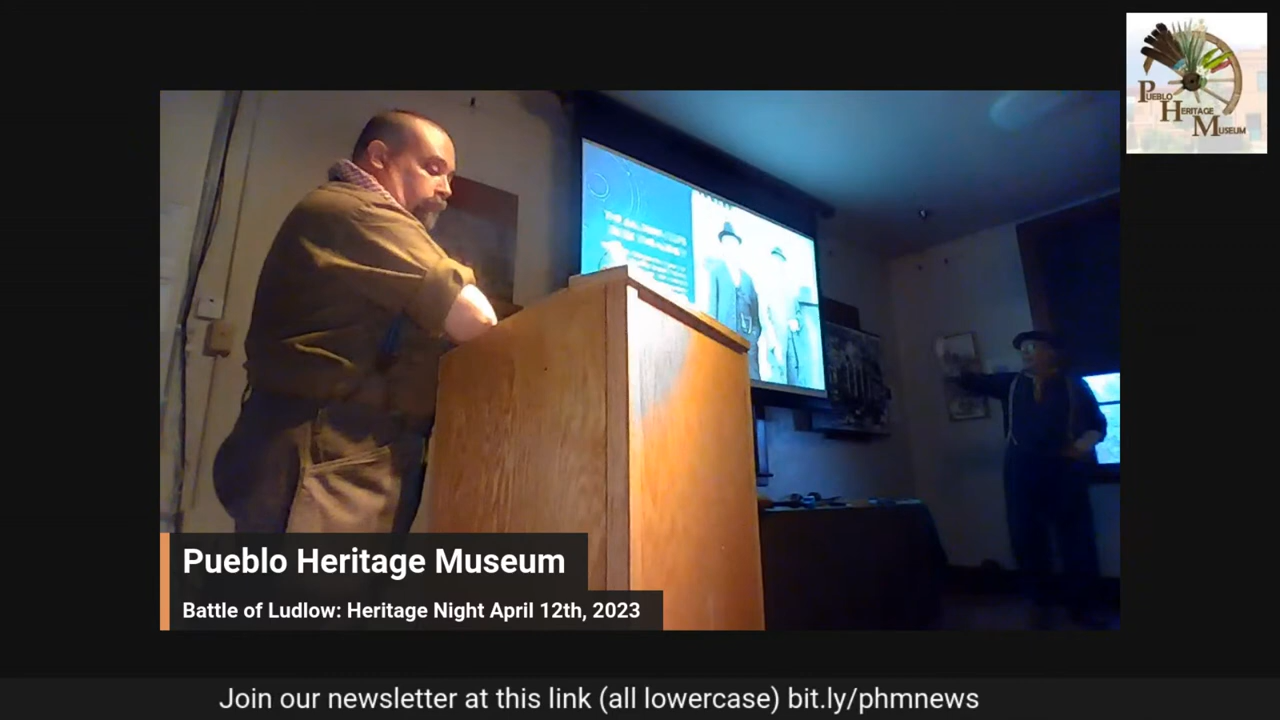 PUEBLO
HERITAGE
MUSEUM
Pueblo Heritage Museum
Battle of Ludlow: Heritage Night April 12th, 2023
Join our newsletter at this link (all lowercase) bit.ly/phmnews